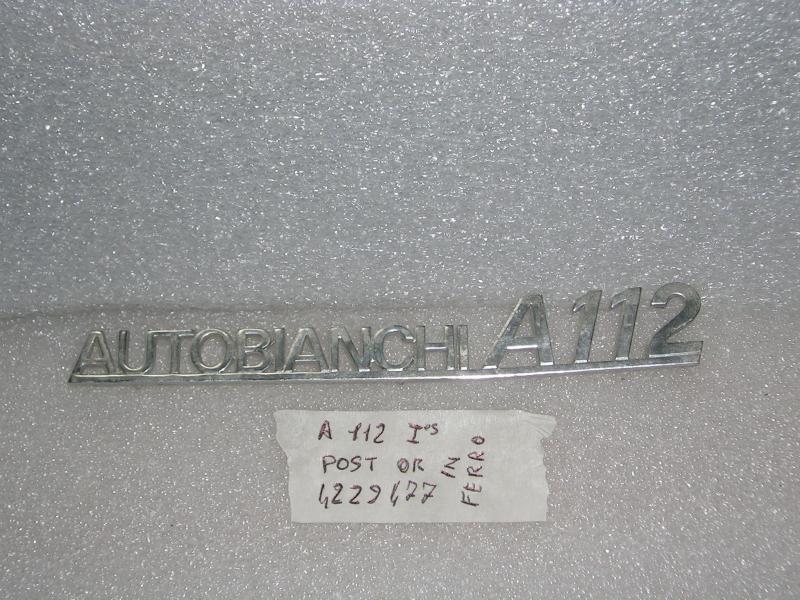 AUTOBIANCHI A112
A 112 I°S
POST OR
4229477
IN
FERRO